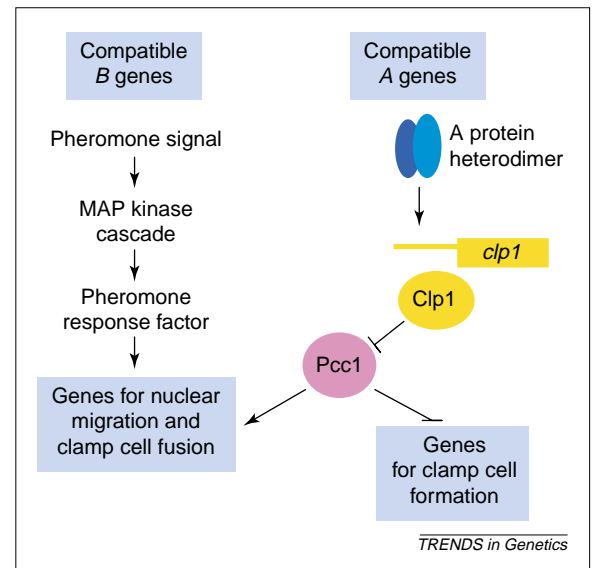 Compatible
B genes
Pheromone signal
MAP kinase
cascade
Pheromone
response factor
Genes for nuclear
migration and
clamp cell fusion
Compatible
A genes
A protein
heterodimer
clp1
Clp1
Pcc1
Genes
for clamp cell
formation
TRENDS in Genetics